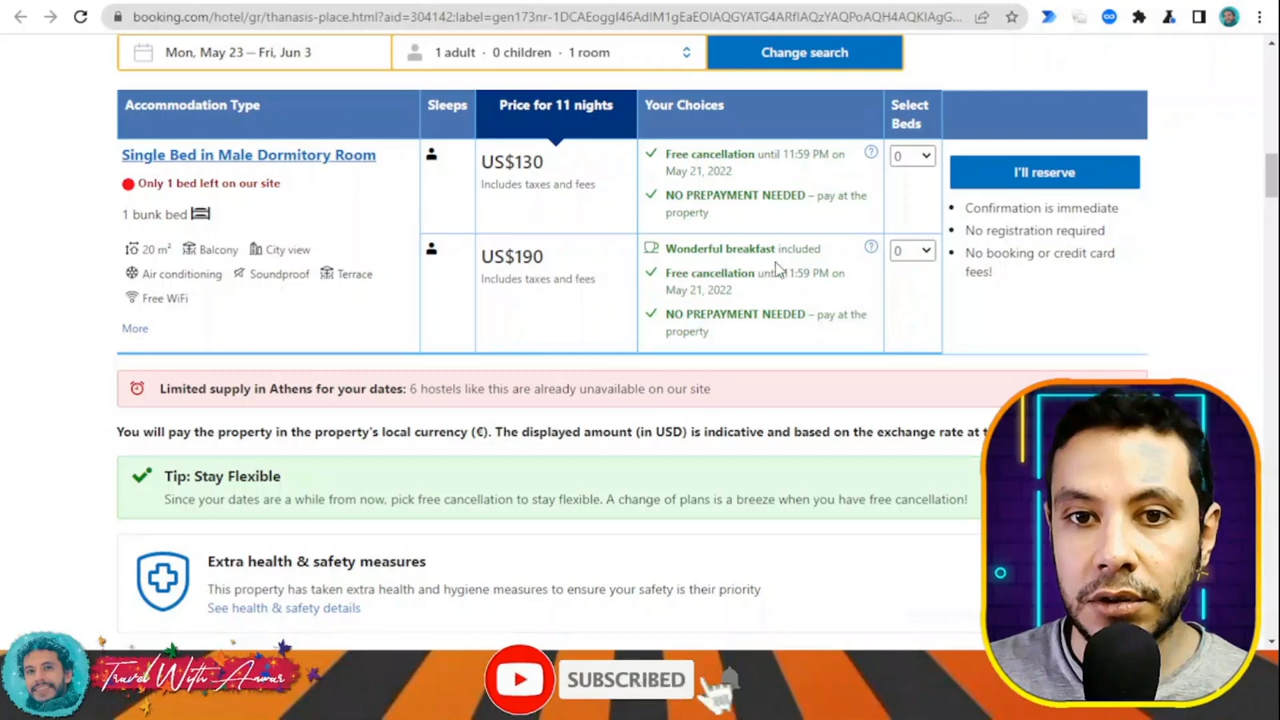 booking.com/hotel/gr/thanasis-place.html?aid=304142;label=gen173nr-1DCAEoggI46AdIM1gEaEOIAQGYATG4ARfIAQzYAQPoAQH4AQKIAgG...
Mon, May 23 — Fri, Jun 3
1 adult · 0 children · 1 room
Change search
Accommodation Type
Sleeps
Price for 11 nights
Your Choices
Select
Beds
Single Bed in Male Dormitory Room
Only 1 bed left on our site
1 bunk bed
20 m² Balcony City view
Air conditioning Soundproof Terrace
Free WiFi
More
US$130
Includes taxes and fees
Free cancellation until 11:59 PM on
May 21, 2022
NO PREPAYMENT NEEDED – pay at the
property
0
US$190
Includes taxes and fees
Wonderful breakfast included
Free cancellation until 11:59 PM on
May 21, 2022
NO PREPAYMENT NEEDED – pay at the
property
0
I'll reserve
• Confirmation is immediate
• No registration required
• No booking or credit card
fees!
Limited supply in Athens for your dates: 6 hostels like this are already unavailable on our site
You will pay the property in the property's local currency (€). The displayed amount (in USD) is indicative and based on the exchange rate at
Tip: Stay Flexible
Since your dates are a while from now, pick free cancellation to stay flexible. A change of plans is a breeze when you have free cancellation!
Extra health & safety measures
This property has taken extra health and hygiene measures to ensure your safety is their priority
See health & safety details
Travel With Anwar
SUBSCRIBED